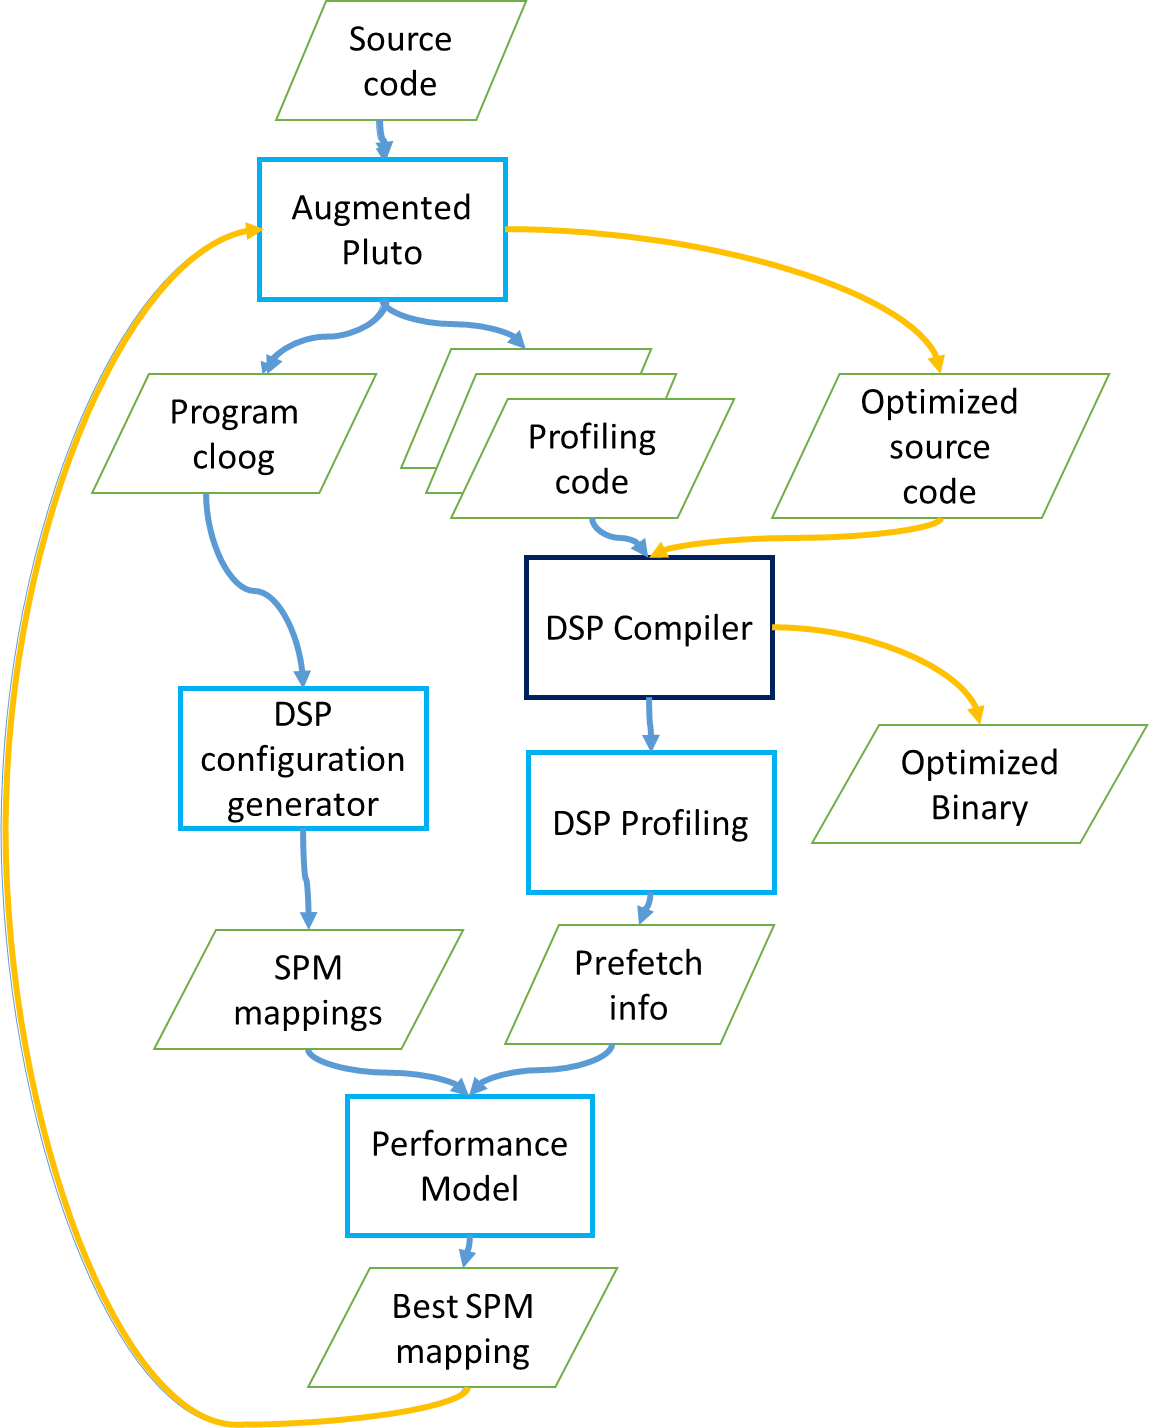 Source
code
Augmented
Pluto
Program
cloog
Profiling
code
Optimized
source
code
DSP Compiler
DSP
configuration
generator
Optimized
Binary
DSP Profiling
SPM
mappings
Prefetch
info
Performance
Model
Best SPM
mapping